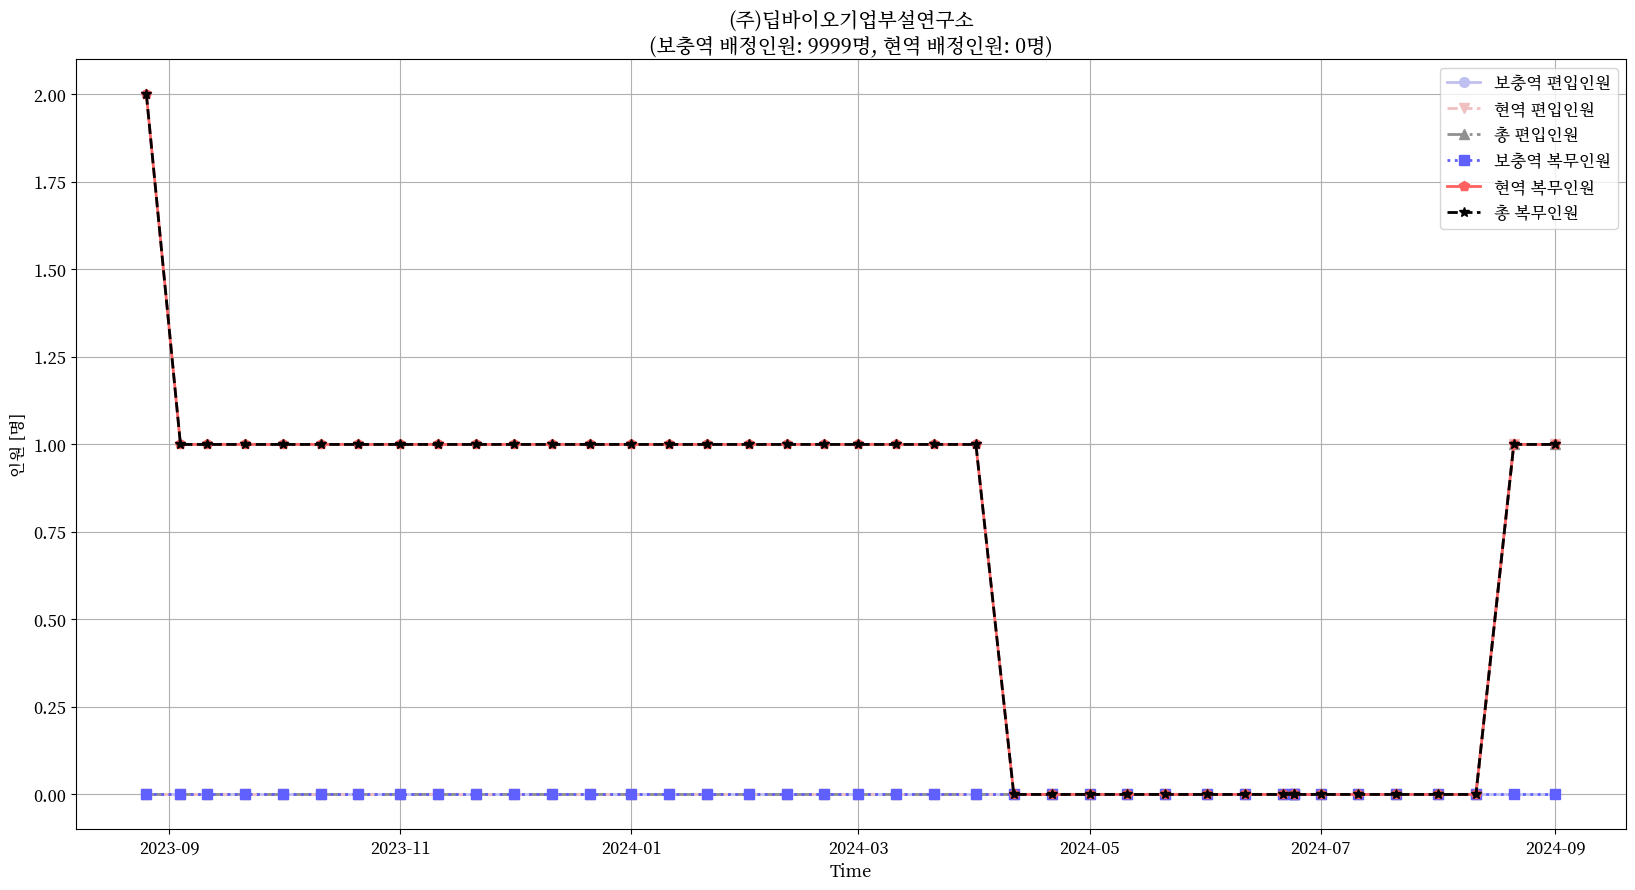 (주)딥바이오기업부설연구소
(보충역 배정인원: 9999명, 현역 배정인원: 0명)
보충역 편입인원
현역 편입인원
총 편입인원
보충역 복무인원
현역 복무인원
총 복무인원
인원 [명]
2.00
1.75
1.50
1.25
1.00
0.75
0.50
0.25
0.00
2023-09
2023-11
2024-01
2024-03
2024-05
2024-07
2024-09
Time